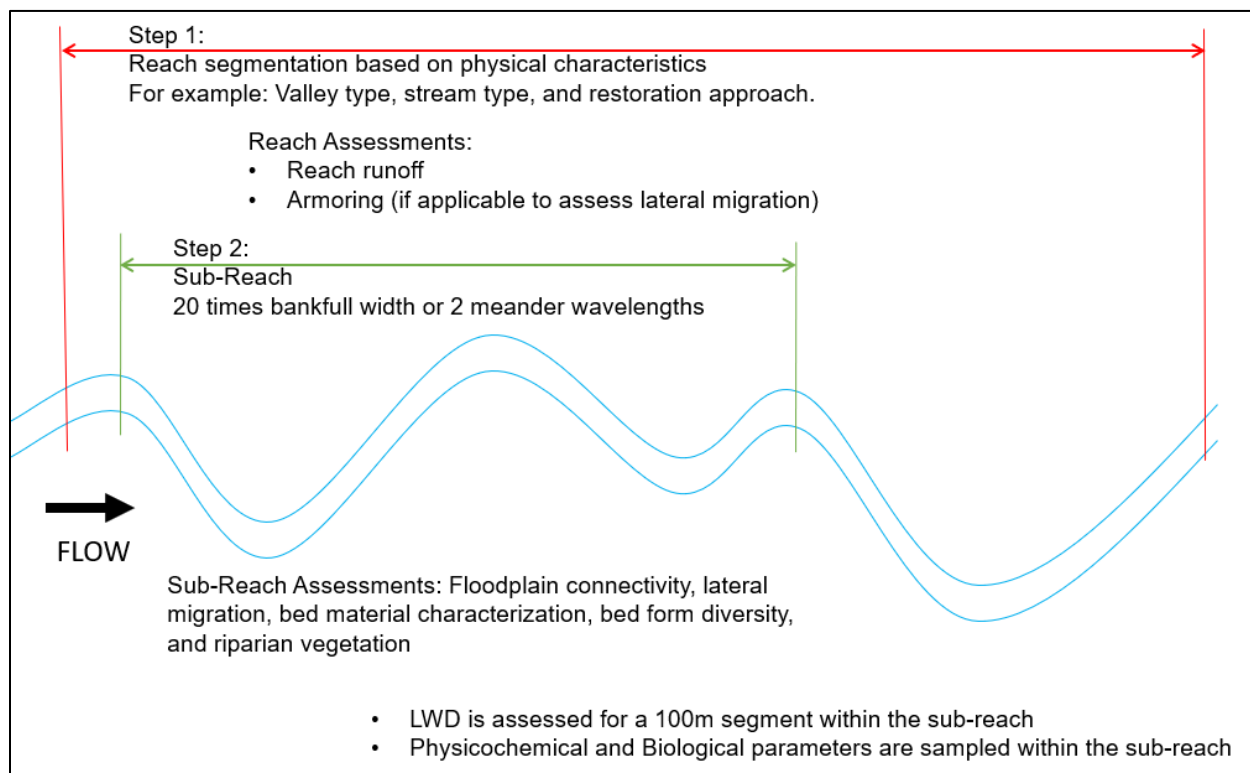 Step 1:
Reach segmentation based on physical characteristics
For example: Valley type, stream type, and restoration approach.
Reach Assessments:
• Reach runoff
• Armoring (if applicable to assess lateral migration)
Step 2:
Sub-Reach
20 times bankfull width or 2 meander wavelengths
FLOW
Sub-Reach Assessments: Floodplain connectivity, lateral
migration, bed material characterization, bed form diversity,
and riparian vegetation
• LWD is assessed for a 100m segment within the sub-reach
• Physicochemical and Biological parameters are sampled within the sub-reach